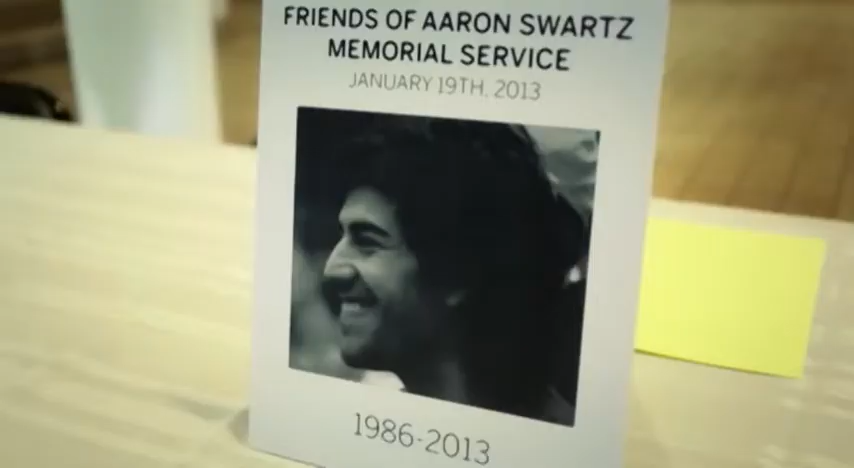 FRIENDS OF AARON SWARTZ
MEMORIAL SERVICE
JANUARY 19TH, 2013
1986-2013